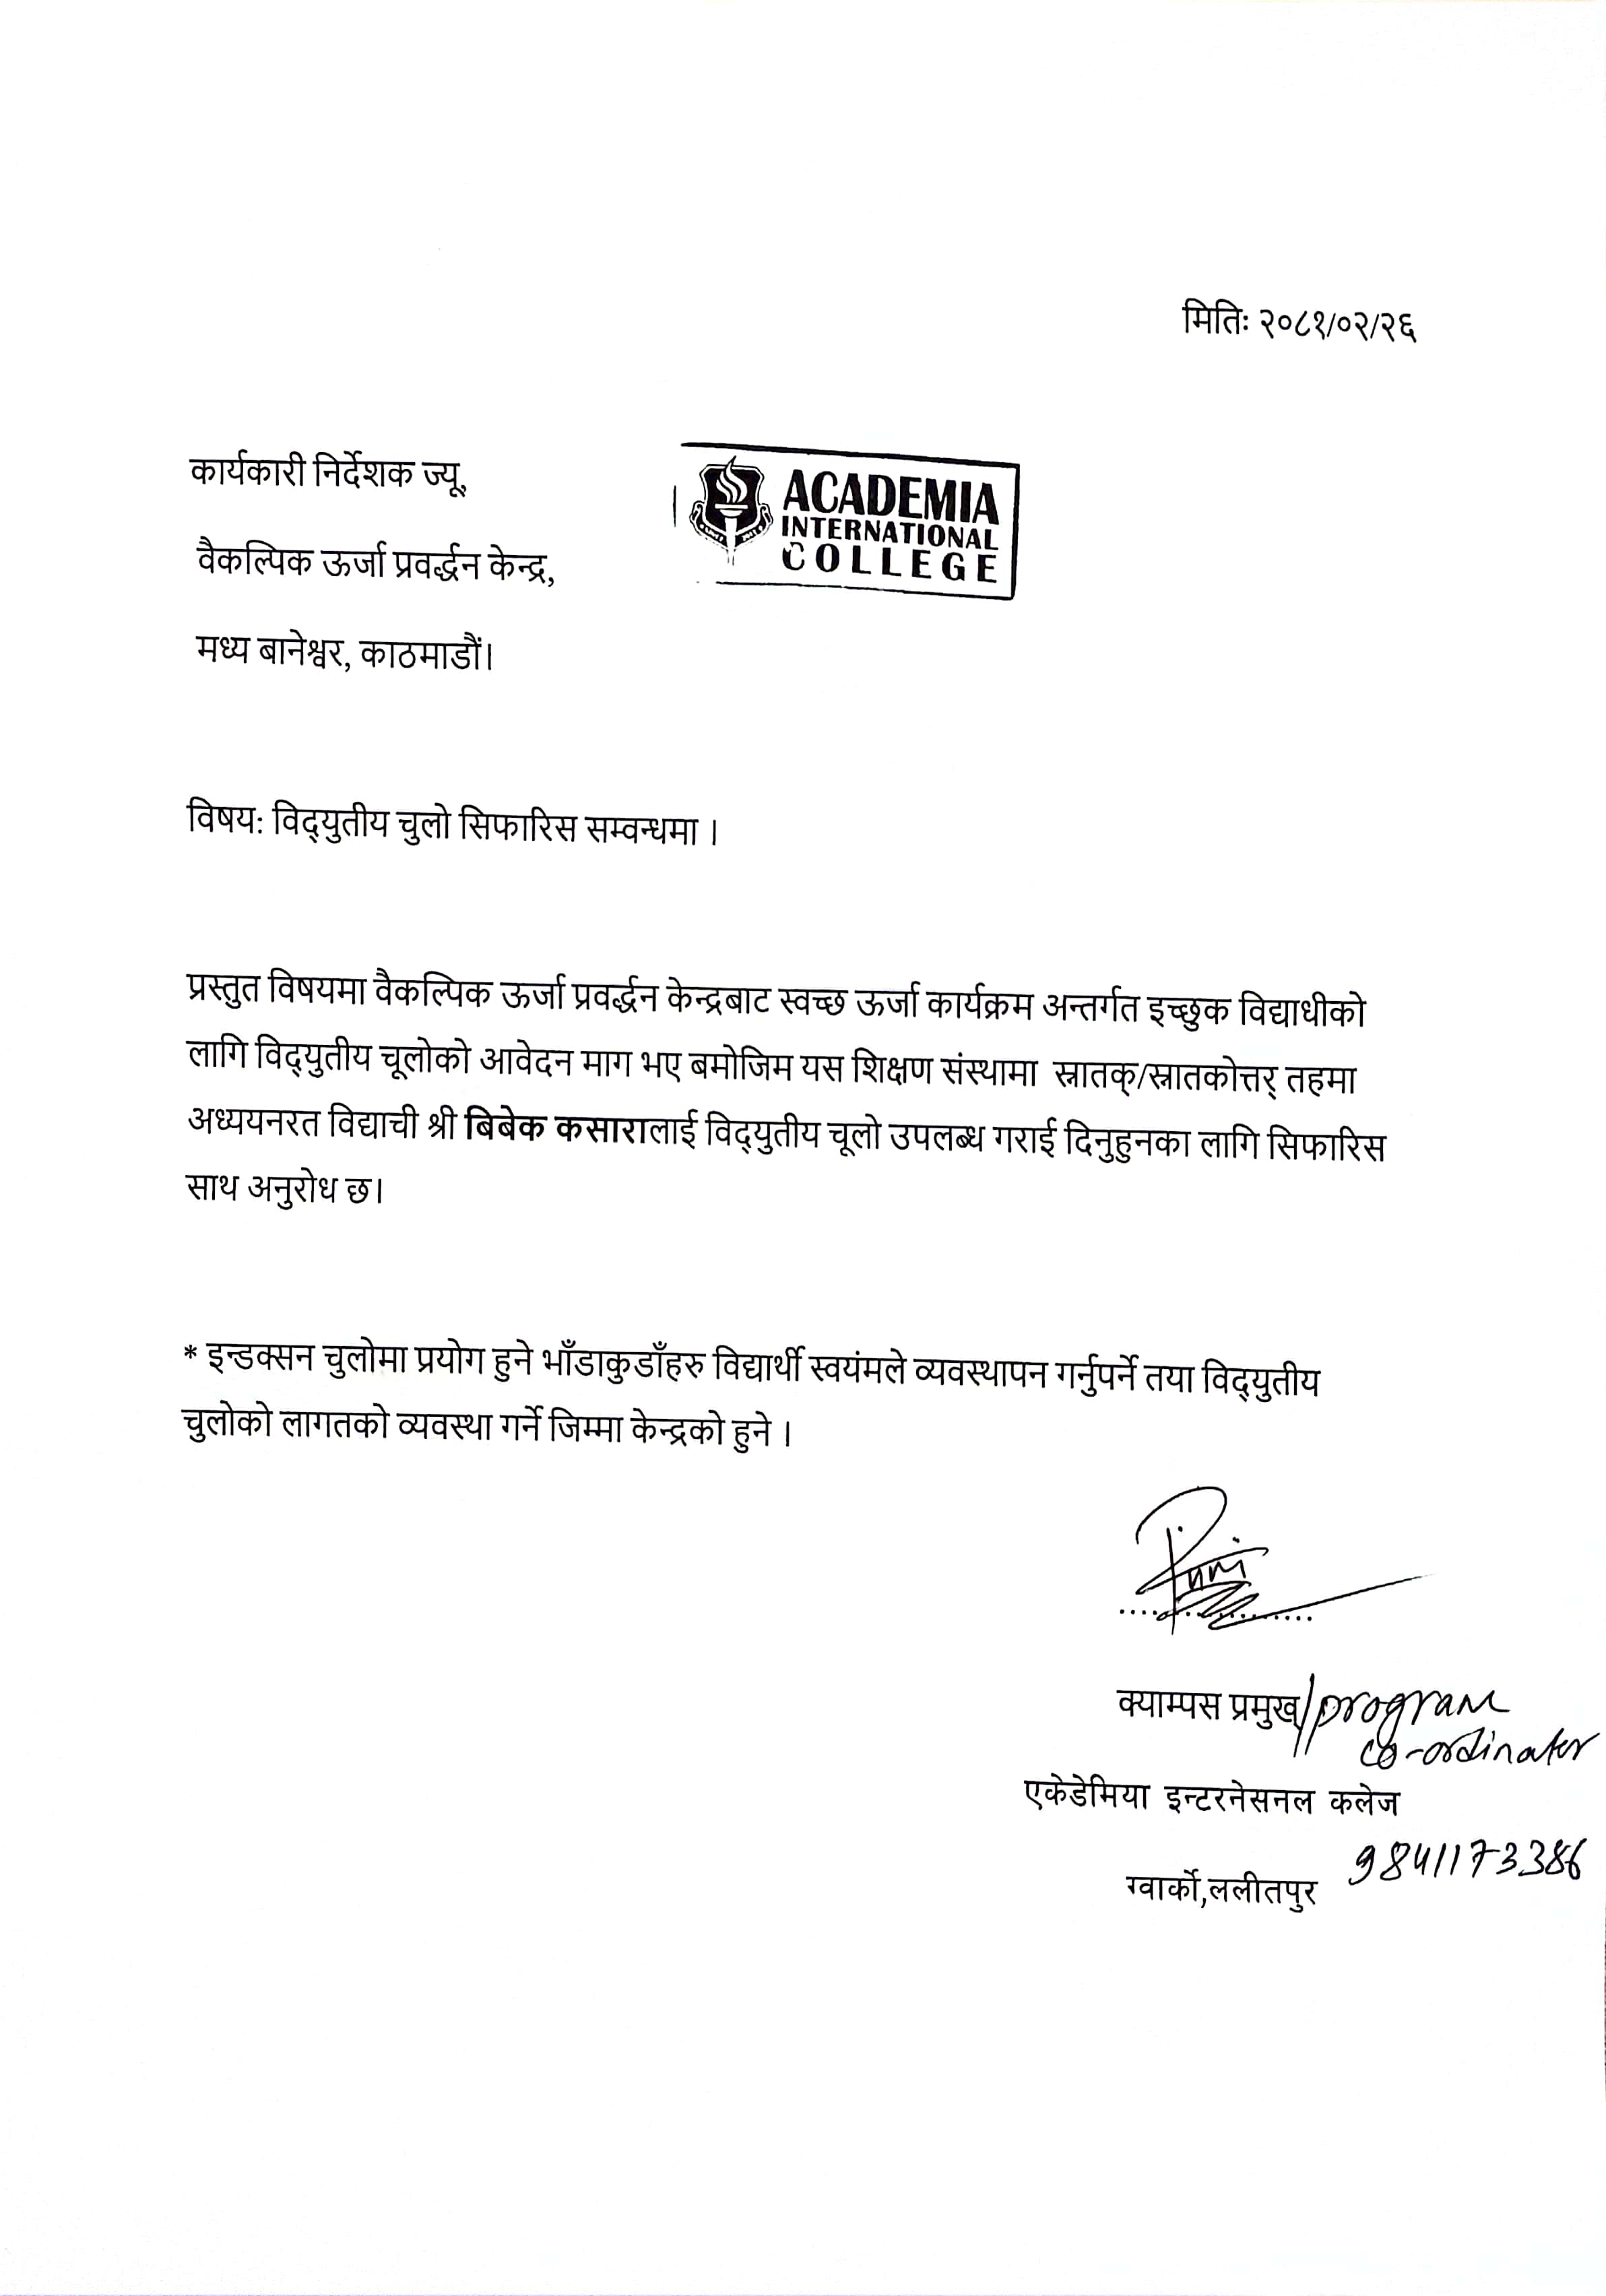 मितिः २०८१/०२/२६
कार्यकारी निर्देशक ज्यू,
ACADEMIA
INTERNATIONAL
COLLEGE
वैकल्पिक ऊर्जा प्रवर्द्धन केन्द्र,
मध्य बानेश्वर, काठमाडौं।
विषय: विद्‌युतीय चुलो सिफारिस सम्वन्धमा ।
प्रस्तुत विषयमा वैकल्पिक ऊर्जा प्रवर्द्धन केन्द्रबाट स्वच्छ ऊर्जा कार्यक्रम अन्तर्गत इच्छुक विद्याधीको
लागि विद्‌युतीय चूलोको आवेदन माग भए बमोजिम यस शिक्षण संस्थामा स्नातक्/स्नातकोत्तर् तहमा
अध्ययनरत विद्याची श्री बिबेक कसारालाई विद्‌युतीय चूलो उपलब्ध गराई दिनुहुनका लागि सिफारिस
साथ अनुरोध छ।
* इन्डक्सन चुलोमा प्रयोग हुने भाँडाकुडाँहरु विद्यार्थी स्वयंमले व्यवस्थापन गर्नुपर्ने तया विद्‌युतीय
चुलोको लागतको व्यवस्था गर्ने जिम्मा केन्द्रको हुने ।
क्याम्पस प्रमुख//program
co-ordinator
एकेडेमिया इन्टरनेसनल कलेज
ग्वार्को,ललीतपुर 9841173386